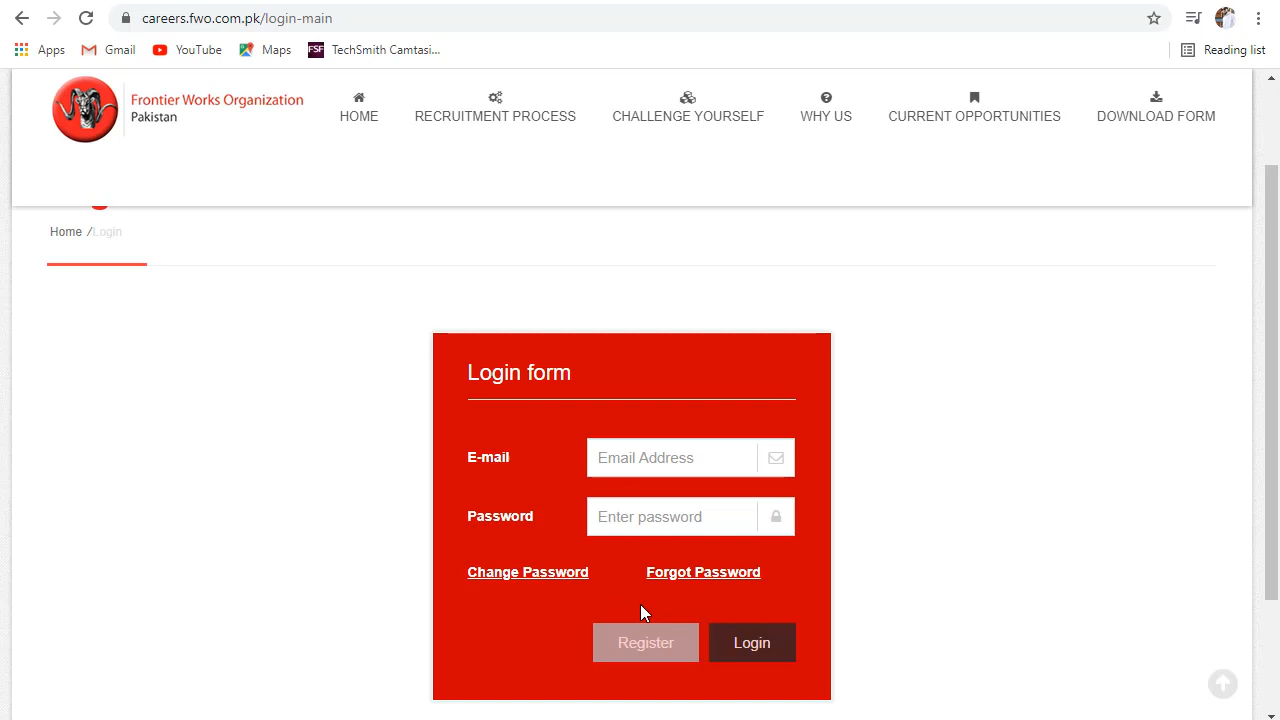 careers.fwo.com.pk/login-main
Apps Gmail YouTube Maps FSF TechSmith Camtasi... Reading list
Frontier Works Organization
Pakistan
HOME RECRUITMENT PROCESS CHALLENGE YOURSELF WHY US CURRENT OPPORTUNITIES DOWNLOAD FORM
Home /Login
Login form
E-mail Email Address
Password Enter password
Change Password Forgot Password
Register Login